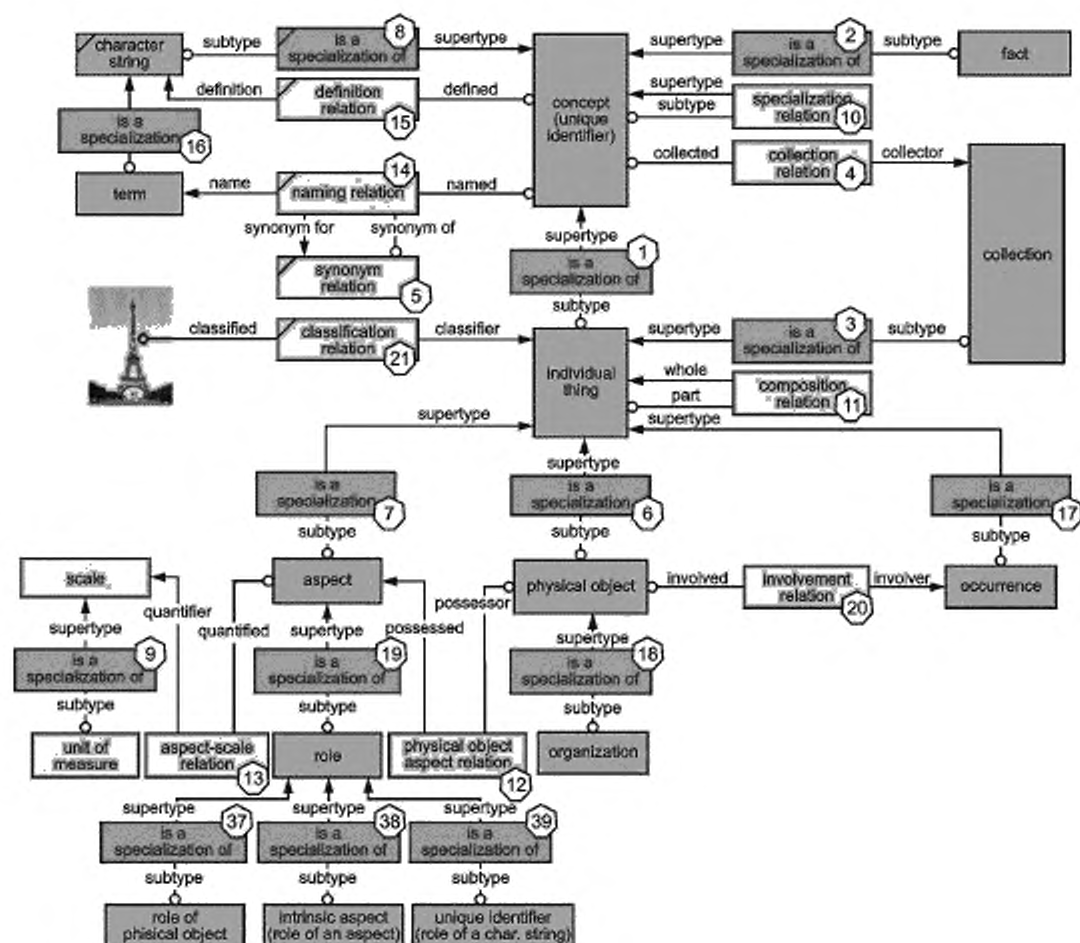 character
string
subtype
is a
specialization of
8
supertype
concept
(unique
identifier)
supertype
is a
specialization of
2
subtype
fact
definition
definition
relation
15
defined
supertype
subtype
specialization
relation
10
is a
specialization
16
collected
collection
relation
4
collector
collection
term
name
naming relation
14
named
synonym for
synonym of
synonym
relation
5
supertype
is a
specialization of
1
subtype
classified
classification
relation
21
classifier
individual
thing
supertype
is a
specialization of
3
subtype
whole
part
composition
relation
11
supertype
supertype
supertype
is a
specialization
7
subtype
is a
specialization
6
subtype
is a
specialization
17
subtype
scale
aspect
physical object
involved
involvement
relation
20
involver
occurrence
quantifier
quantified
possessor
possessed
supertype
is a
specialization of
9
subtype
supertype
is a
specialization of
19
subtype
supertype
is a
specialization of
18
subtype
unit of
measure
aspect-scale
relation
13
role
physical object
aspect relation
12
organization
supertype
supertype
supertype
is a
specialization of
37
is a
specialization of
38
is a
specialization of
39
subtype
subtype
subtype
role of
phisical object
intrinsic aspect
(role of an aspect)
unique identifier
(role of a char. string)